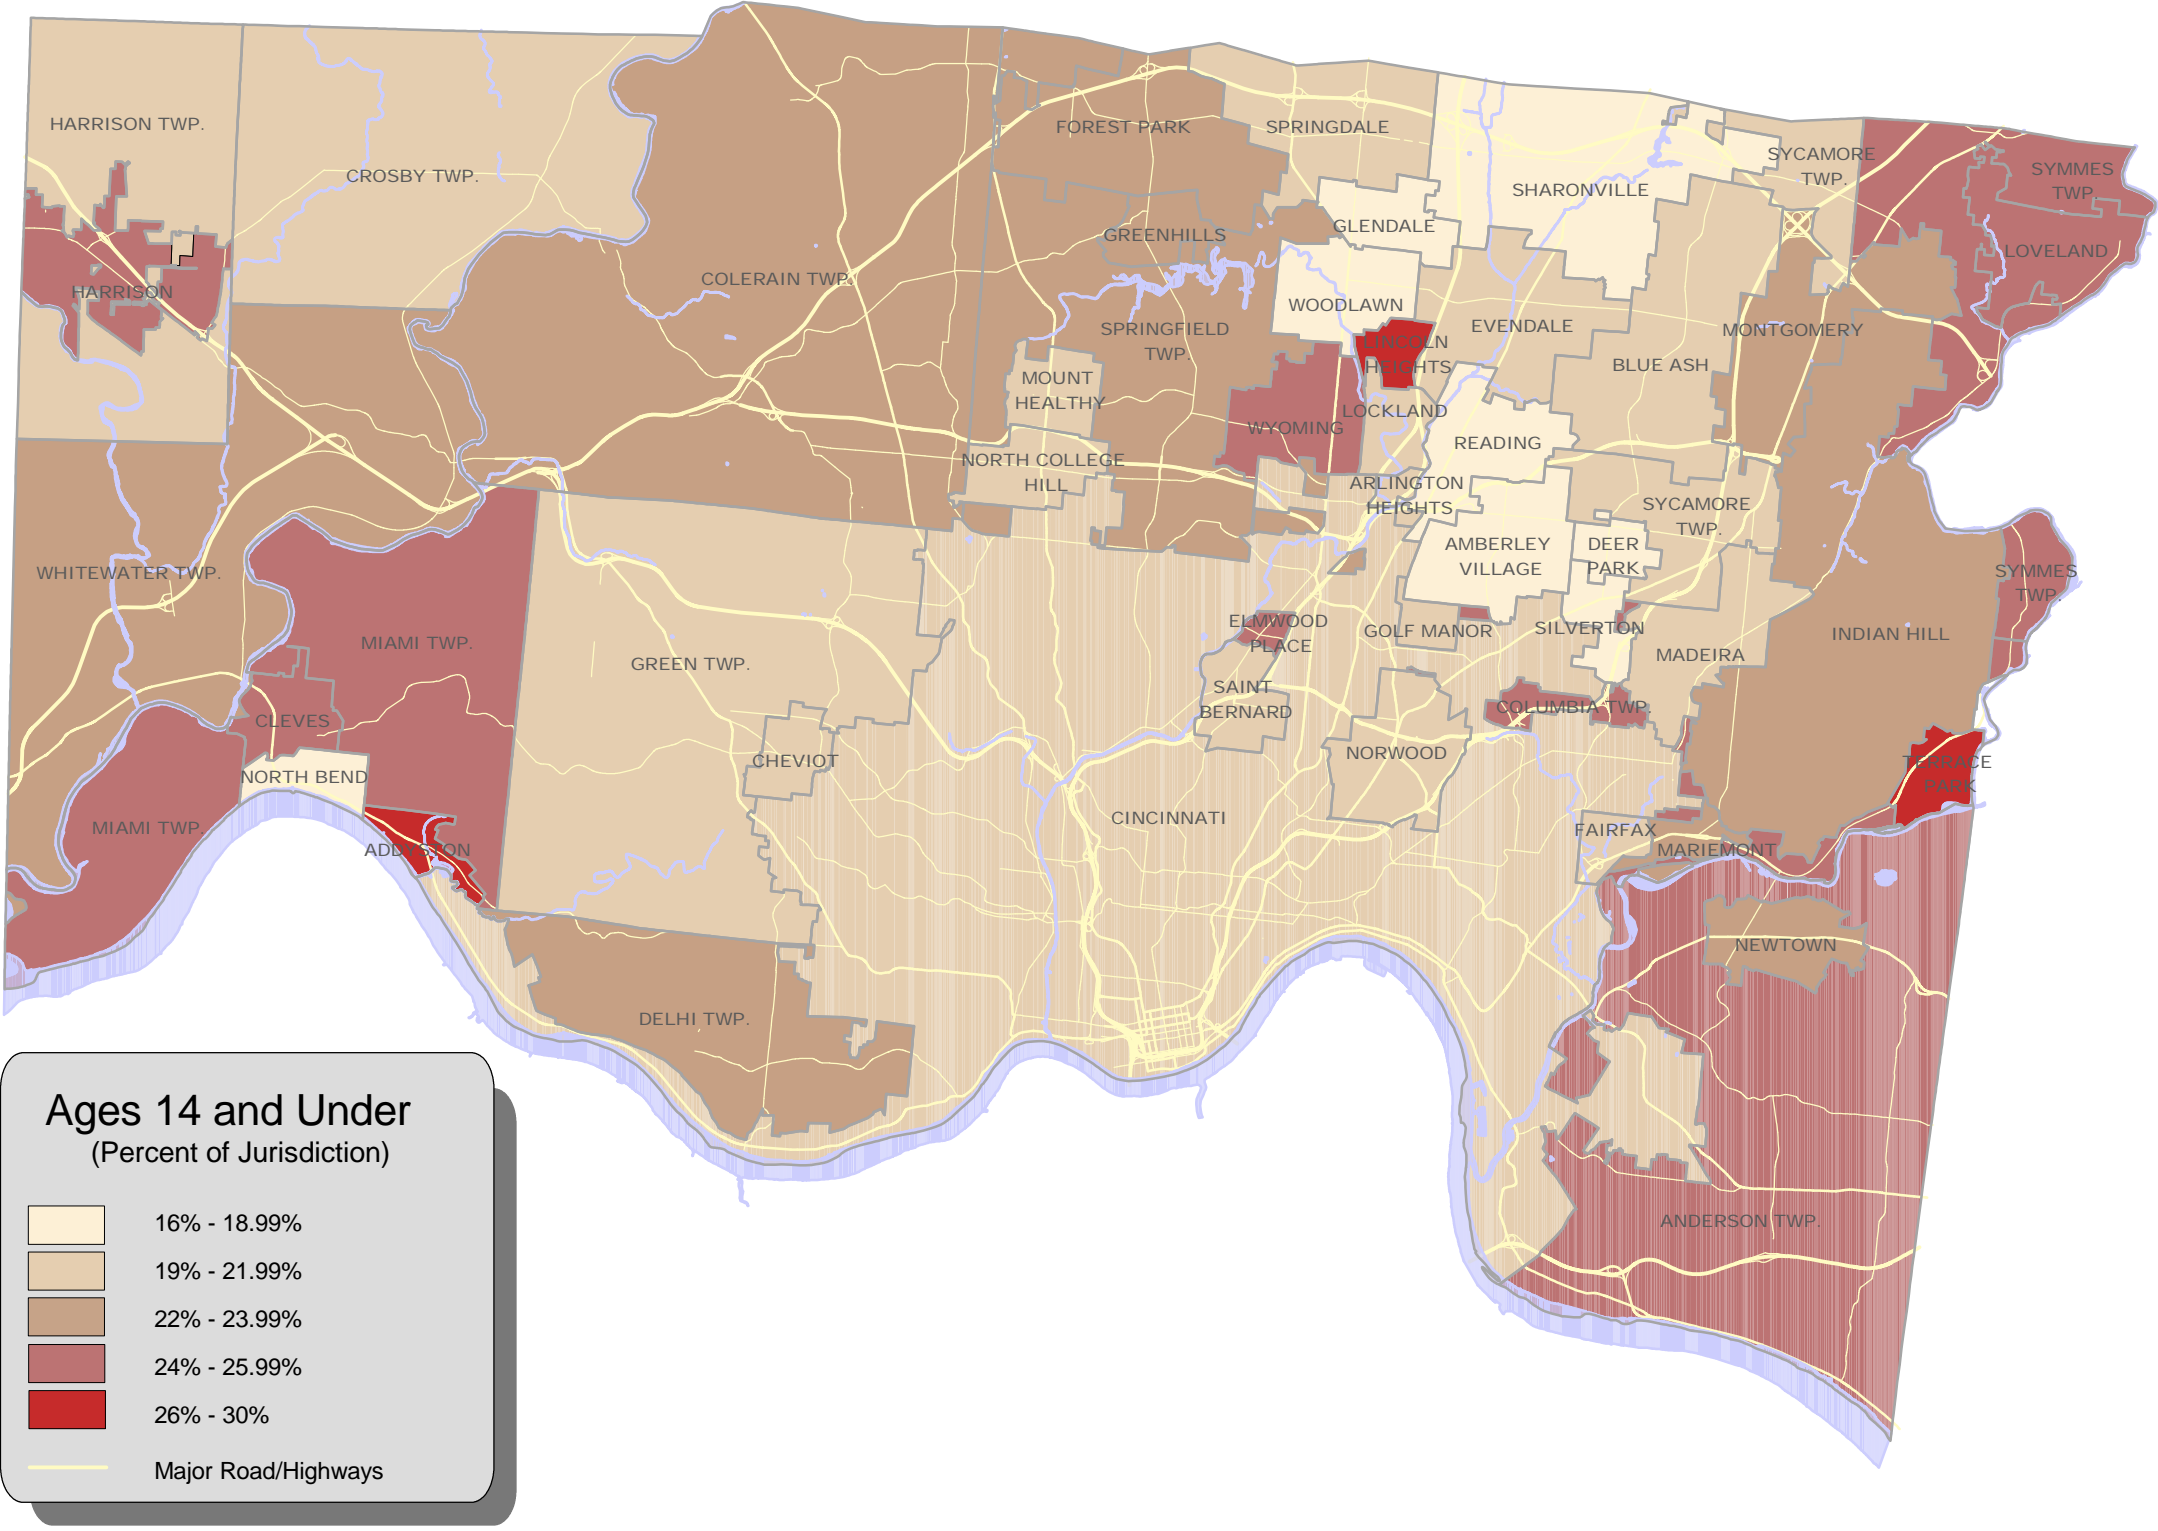 HARRISON TWP.
CROSBY TWP.
FOREST PARK
SPRINGDALE
SYCAMORE
TWP.
SYMMES
TWP.
SHARONVILLE
GLENDALE
GREENHILLS
LOVELAND
COLERAIN TWP.
HARRISON
WOODLAWN
SPRINGFIELD
TWP.
EVENDALE
MONTGOMERY
LINCOLN
HEIGHTS
BLUE ASH
MOUNT
HEALTHY
LOCKLAND
WYOMING
READING
NORTH COLLEGE
HILL
ARLINGTON
HEIGHTS
SYCAMORE
TWP.
AMBERLEY
VILLAGE
DEER
PARK
WHITEWATER TWP.
SYMMES
TWP.
ELMWOOD
PLACE
GOLF MANOR
SILVERTON
INDIAN HILL
MIAMI TWP.
GREEN TWP.
MADEIRA
SAINT
BERNARD
COLUMBIA TWP.
CLEVES
NORWOOD
CHEVIOT
TERRACE
PARK
NORTH BEND
CINCINNATI
MIAMI TWP.
FAIRFAX
ADDYSTON
MARIEMONT
NEWTOWN
DELHI TWP.
ANDERSON TWP.
Ages 14 and Under
(Percent of Jurisdiction)
16% - 18.99%
19% - 21.99%
22% - 23.99%
24% - 25.99%
26% - 30%
Major Road/Highways